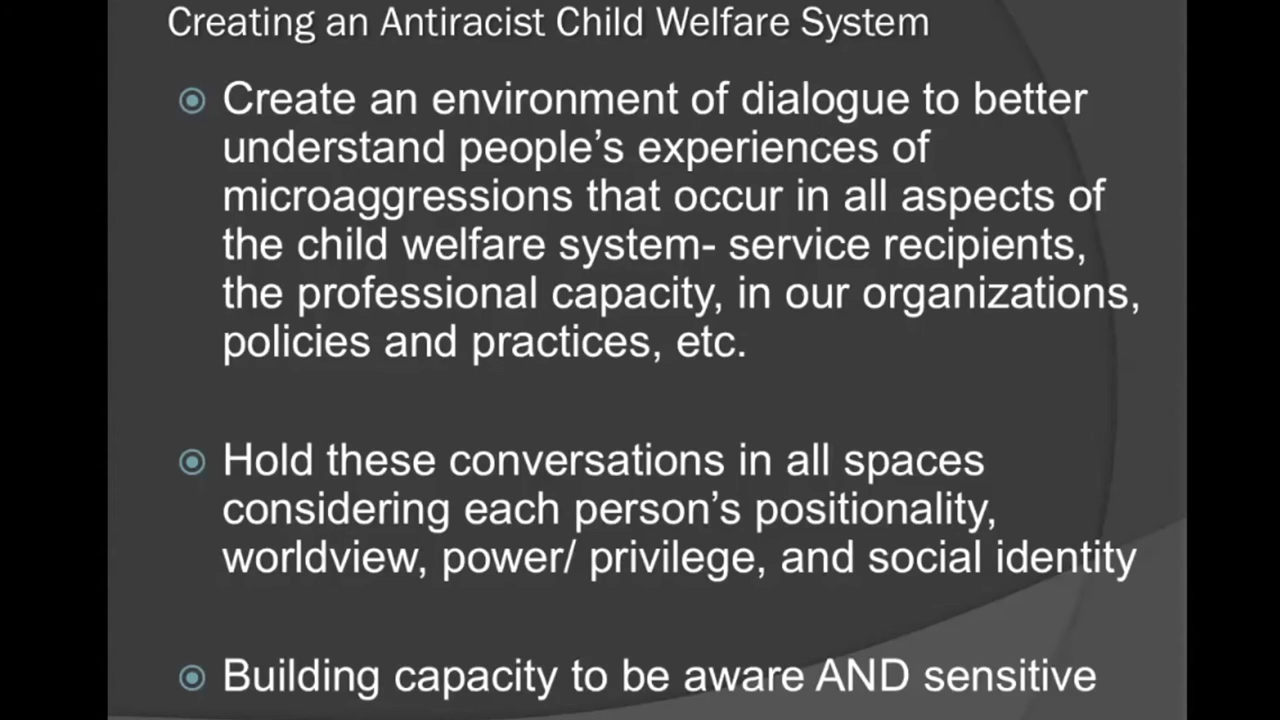 Creating an Antiracist Child Welfare System
Create an environment of dialogue to better
understand people’s experiences of
microaggressions that occur in all aspects of
the child welfare system- service recipients,
the professional capacity, in our organizations,
policies and practices, etc.
Hold these conversations in all spaces
considering each person’s positionality,
worldview, power/ privilege, and social identity
Building capacity to be aware AND sensitive